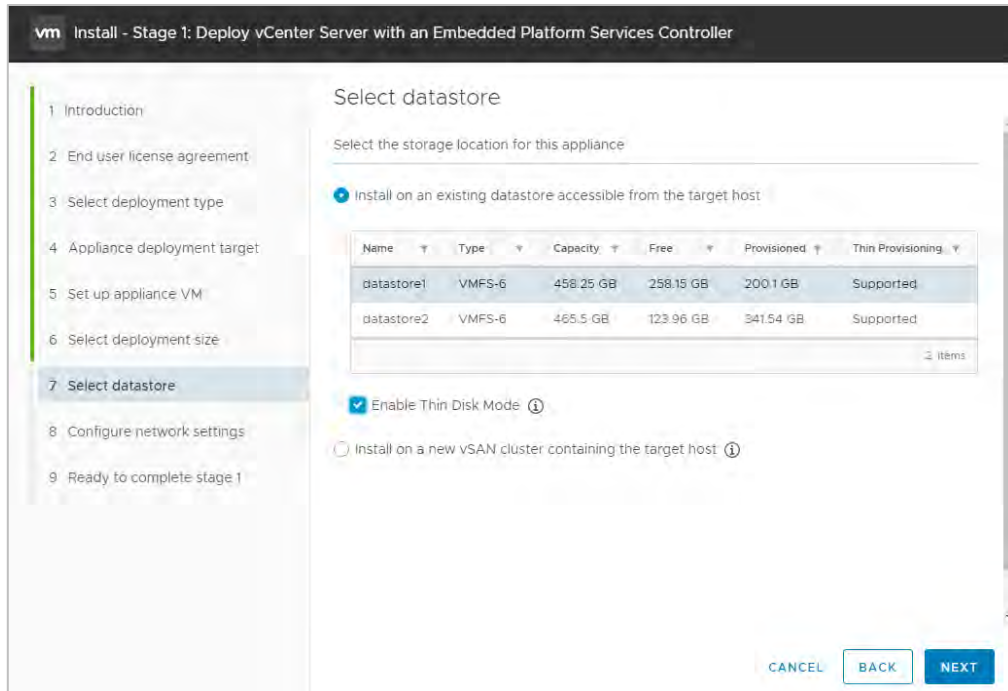 vm Install - Stage 1: Deploy vCenter Server with an Embedded Platform Services Controller
1 Introduction
2 End user license agreement
3 Select deployment type
4 Appliance deployment target
5 Set up appliance VM
6 Select deployment size
7 Select datastore
8 Configure network settings
9 Ready to complete stage 1
Select datastore
Select the storage location for this appliance
Install on an existing datastore accessible from the target host
Name Type Capacity Free Provisioned Thin Provisioning
datastore1 VMFS-6 458.25 GB 258.15 GB 200.1 GB Supported
datastore2 VMFS-6 465.5 GB 123.96 GB 341.54 GB Supported
2 items
Enable Thin Disk Mode
Install on a new vSAN cluster containing the target host
CANCEL BACK NEXT